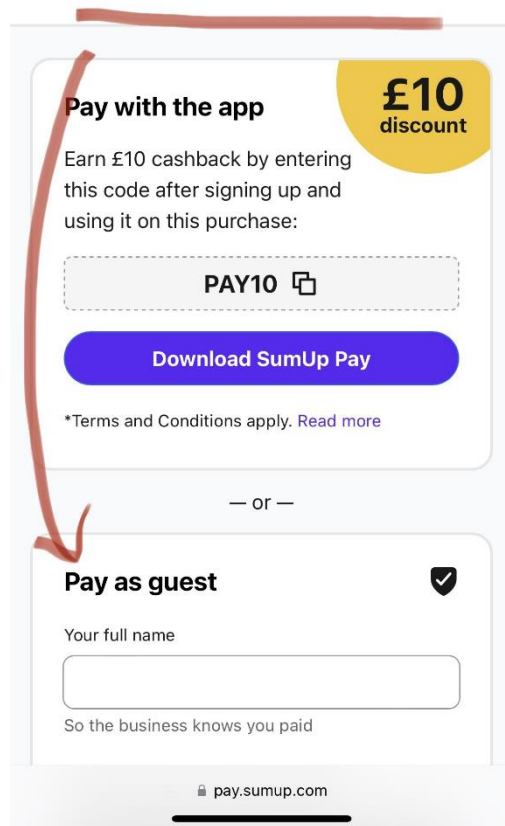 £10
discount
Pay with the app
Earn £10 cashback by entering
this code after signing up and
using it on this purchase:
PAY10
Download SumUp Pay
*Terms and Conditions apply. Read more
— or —
Pay as guest
Your full name
So the business knows you paid
pay.sumup.com